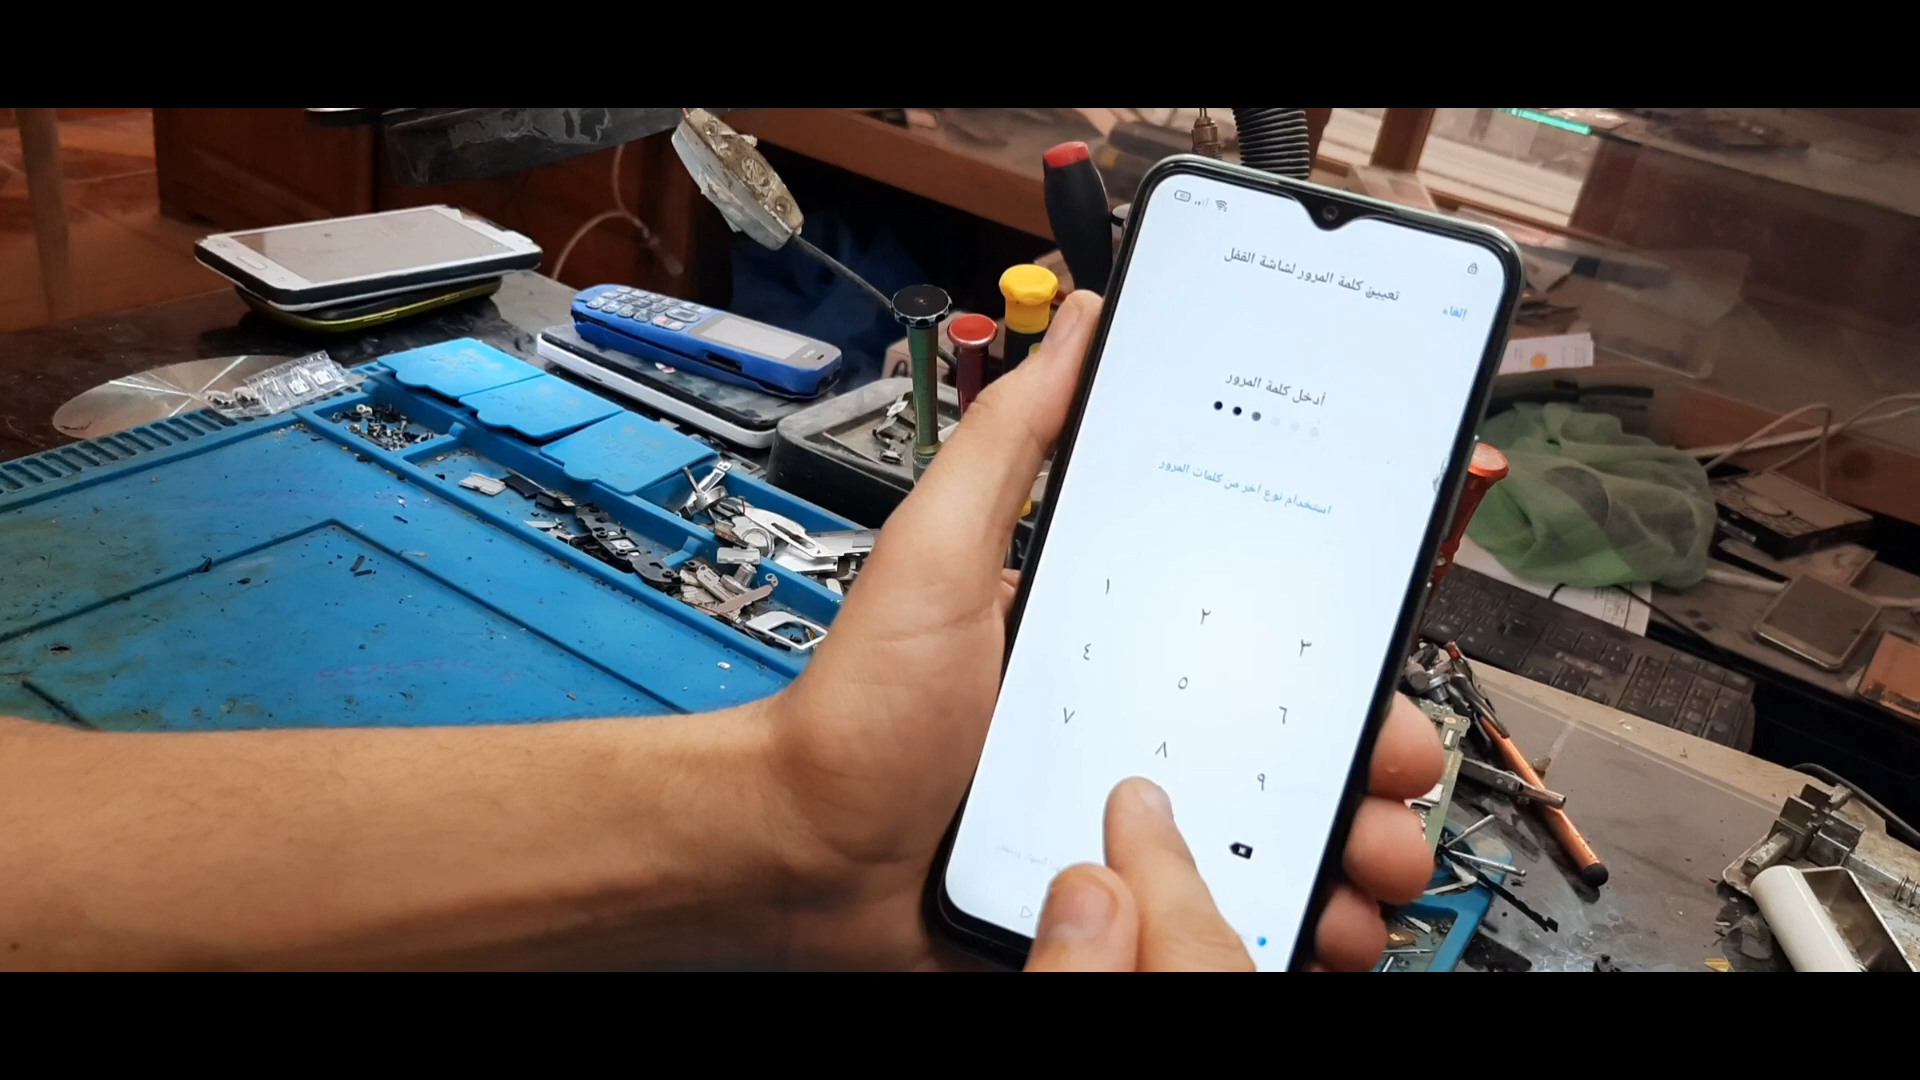 تعيين كلمة المرور لشاشة القفل
إلغاء
أدخل كلمة المرور
استخدام نوع آخر من كلمات المرور
١ ٢ ٣
٤ ٥ ٦
٧ ٨ ٩